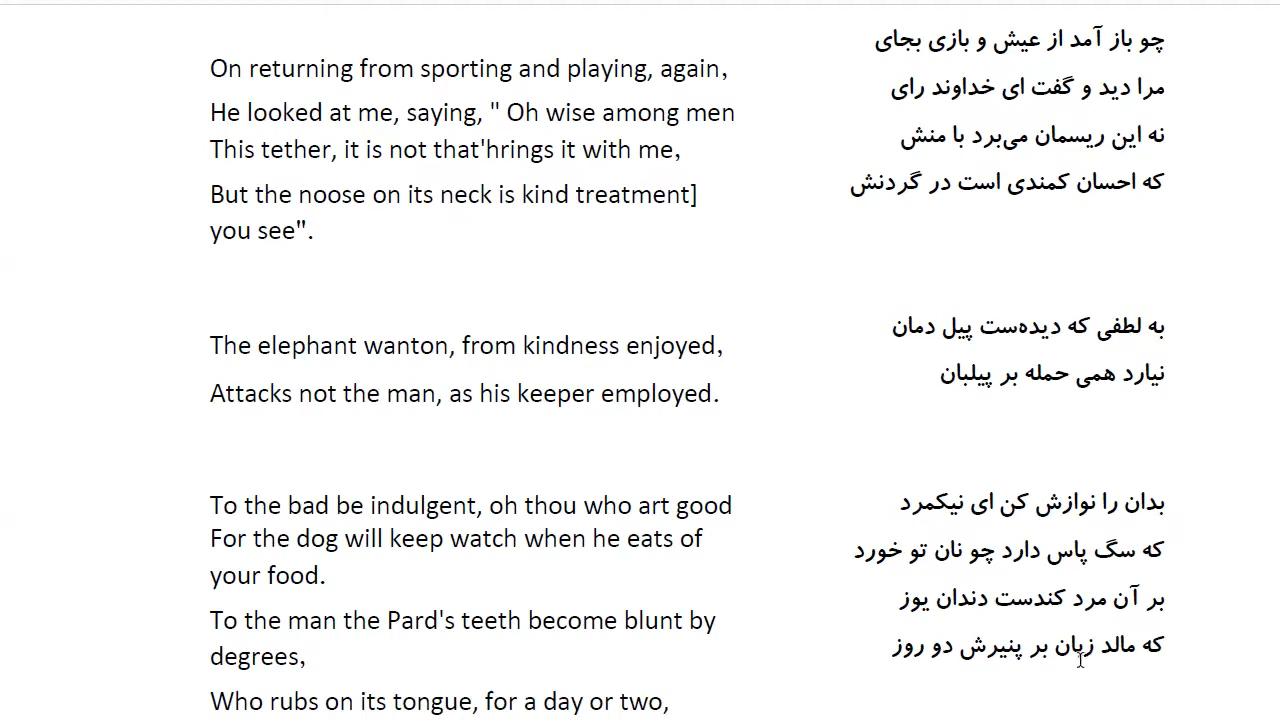 On returning from sporting and playing, again,
He looked at me, saying, " Oh wise among men
This tether, it is not that'hrings it with me,
But the noose on its neck is kind treatment]
you see".
The elephant wanton, from kindness enjoyed,
Attacks not the man, as his keeper employed.
To the bad be indulgent, oh thou who art good
For the dog will keep watch when he eats of
your food.
To the man the Pard's teeth become blunt by
degrees,
Who rubs on its tongue, for a day or two,
چو باز آمد از عیش و بازی بجای
مرا دید و گفت ای خداوند رای
نه این ریسمان می‌برد با منش
که احسان کمندی است در گردنش
به لطفی که دیده‌ست پیل دمان
نیارد همی حمله بر پیلبان
بدان را نوازش کن ای نیکمرد
که سگ پاس دارد چو نان تو خورد
بر آن مرد کندست دندان یوز
که مالد زبان بر پنیرش دو روز